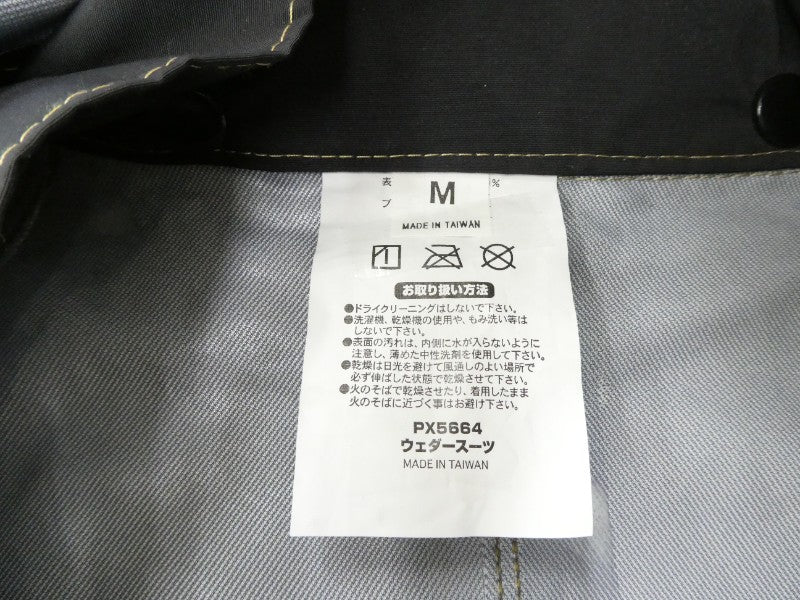 表 M %
プ
MADE IN TAIWAN
お取り扱い方法
●ドライクリーニングはしないで下さい。
●洗濯機、乾燥機の使用や、もみ洗い等は
しないで下さい。
●表面の汚れは、内側に水が入らないように
注意し、薄めた中性洗剤を使用して下さい。
●乾燥は日光を避けて風通しのよい場所で
必ず伸ばした状態で乾燥させて下さい。
●火のそばで乾燥させたり、着用したまま
火のそばに近づく事はお避け下さい。
PX5664
ウェダースーツ
MADE IN TAIWAN